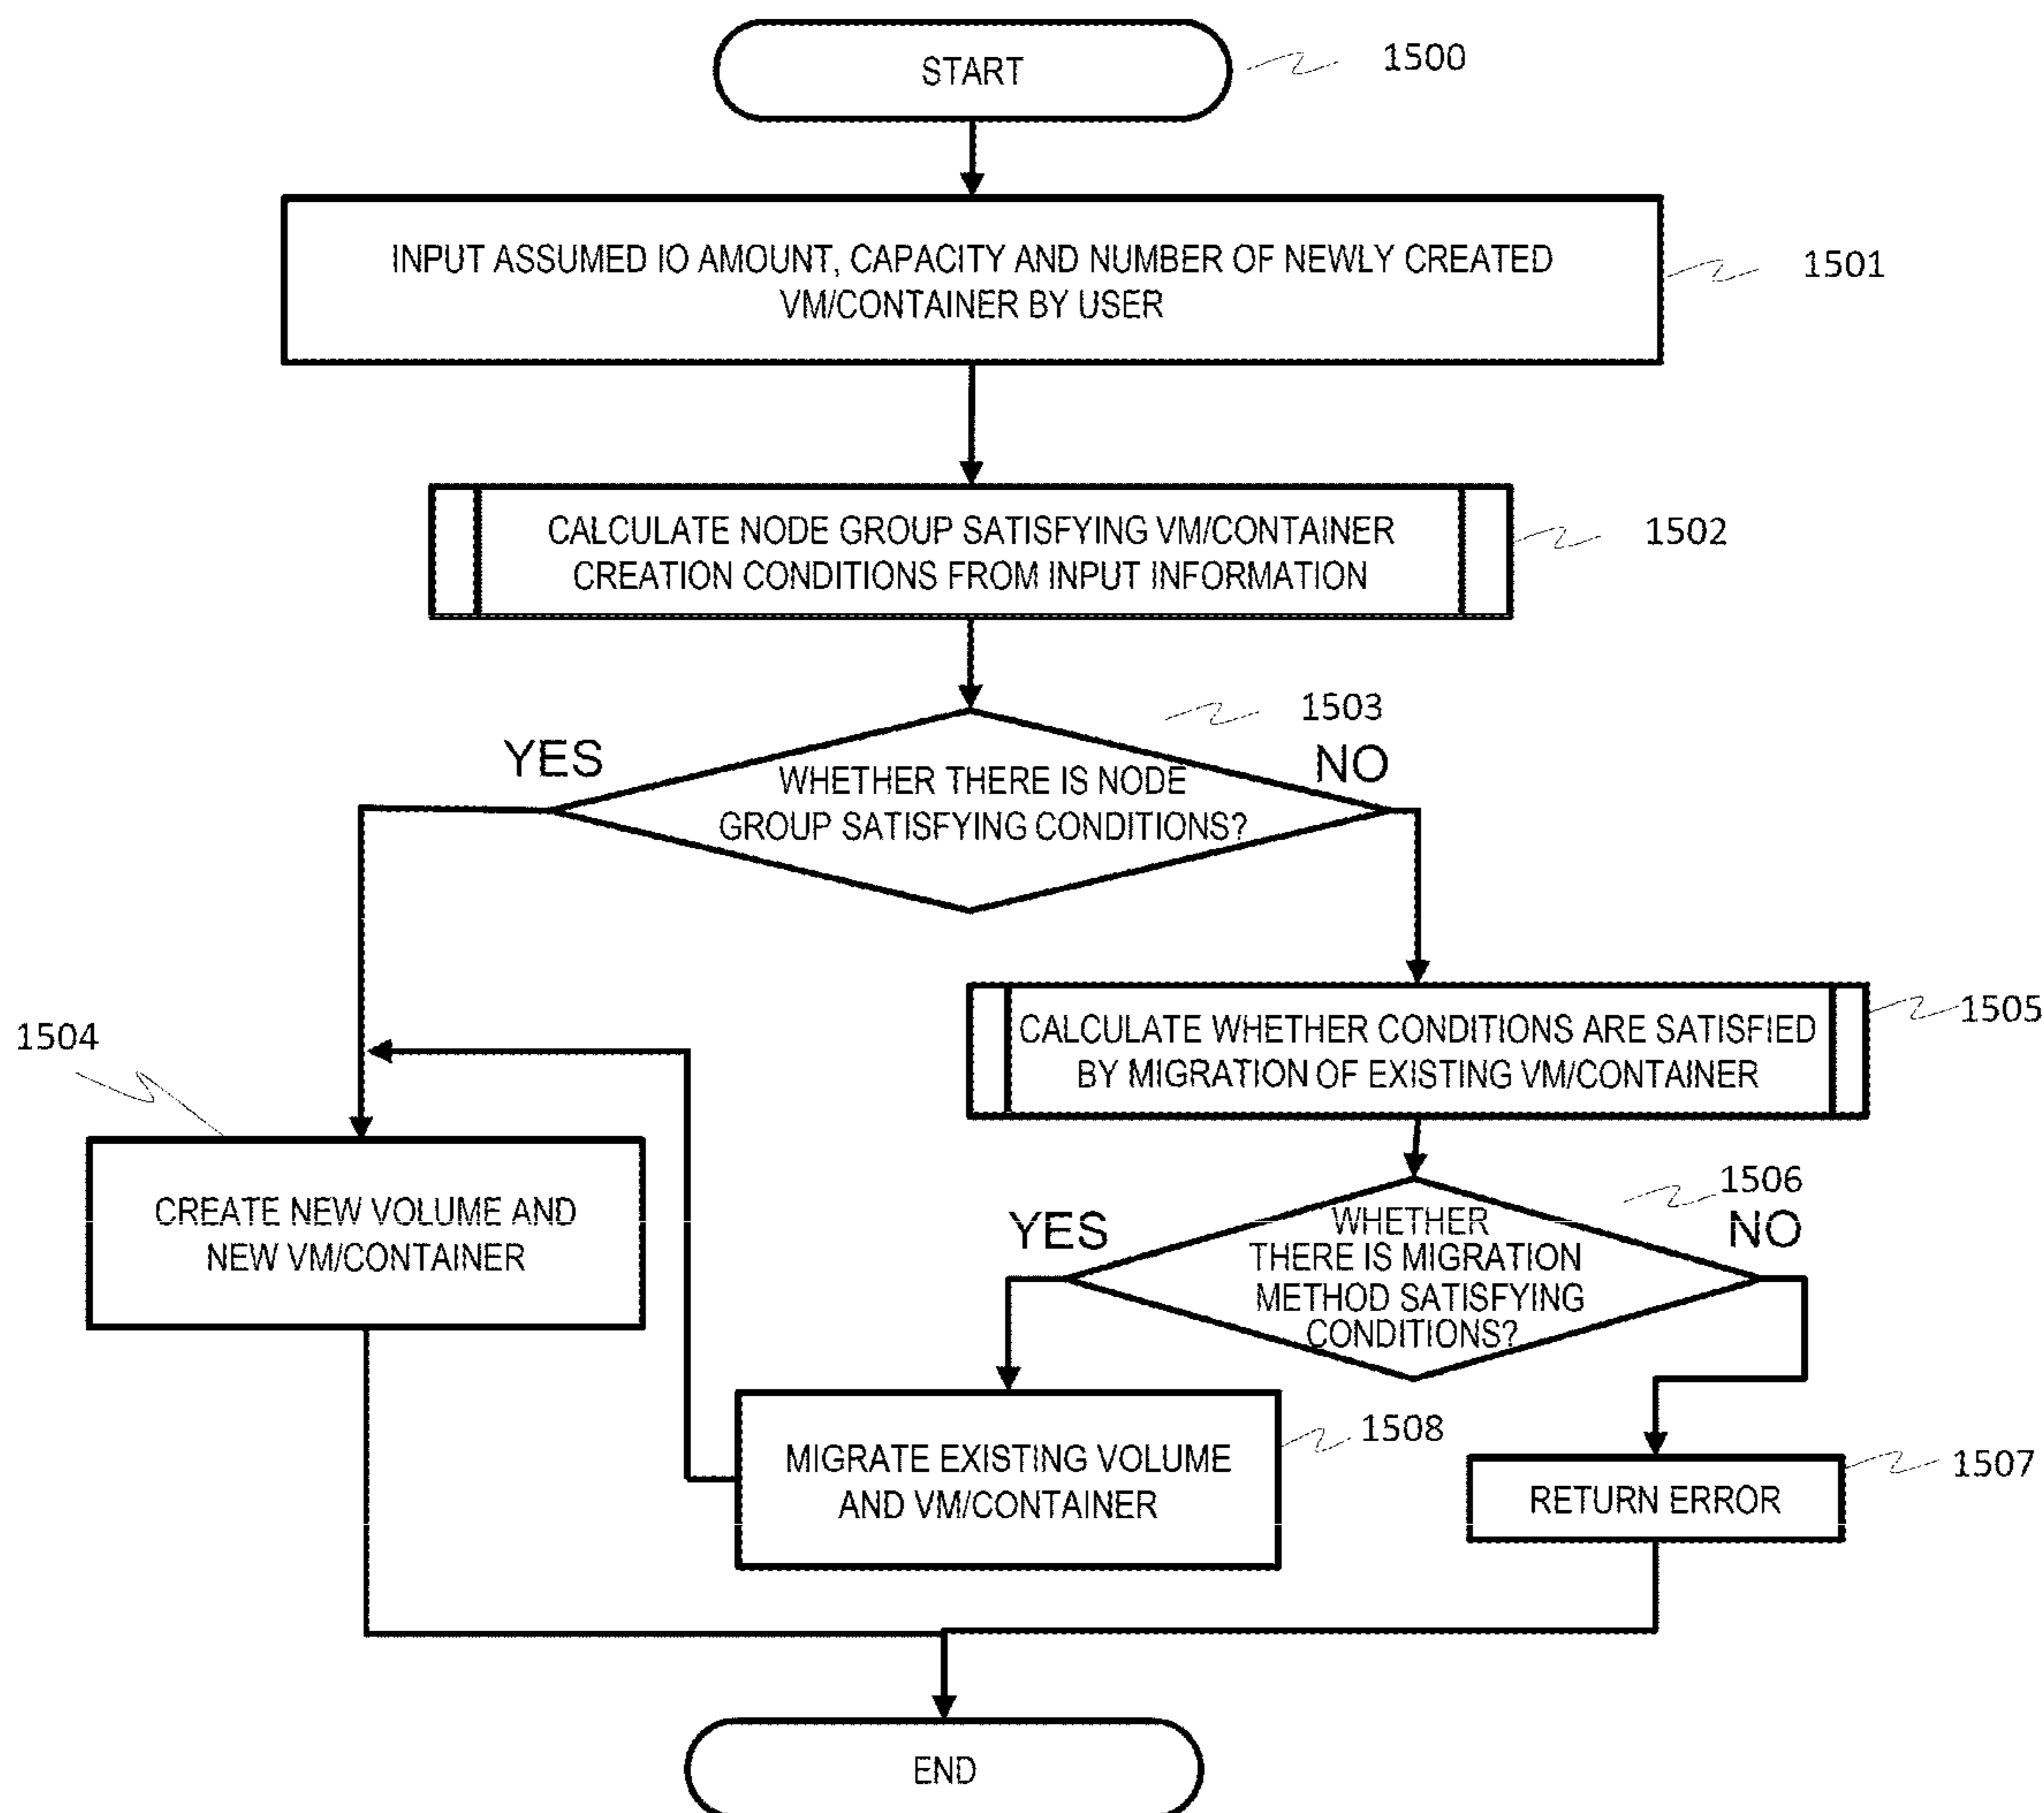 START
1500
INPUT ASSUMED IO AMOUNT, CAPACITY AND NUMBER OF NEWLY CREATED
VM/CONTAINER BY USER
1501
CALCULATE NODE GROUP SATISFYING VM/CONTAINER
CREATION CONDITIONS FROM INPUT INFORMATION
1502
1503
YES
NO
WHETHER THERE IS NODE
GROUP SATISFYING CONDITIONS?
1504
CREATE NEW VOLUME AND
NEW VM/CONTAINER
CALCULATE WHETHER CONDITIONS ARE SATISFIED
BY MIGRATION OF EXISTING VM/CONTAINER
1505
1506
YES
NO
WHETHER
THERE IS MIGRATION
METHOD SATISFYING
CONDITIONS?
MIGRATE EXISTING VOLUME
AND VM/CONTAINER
1508
RETURN ERROR
1507
END